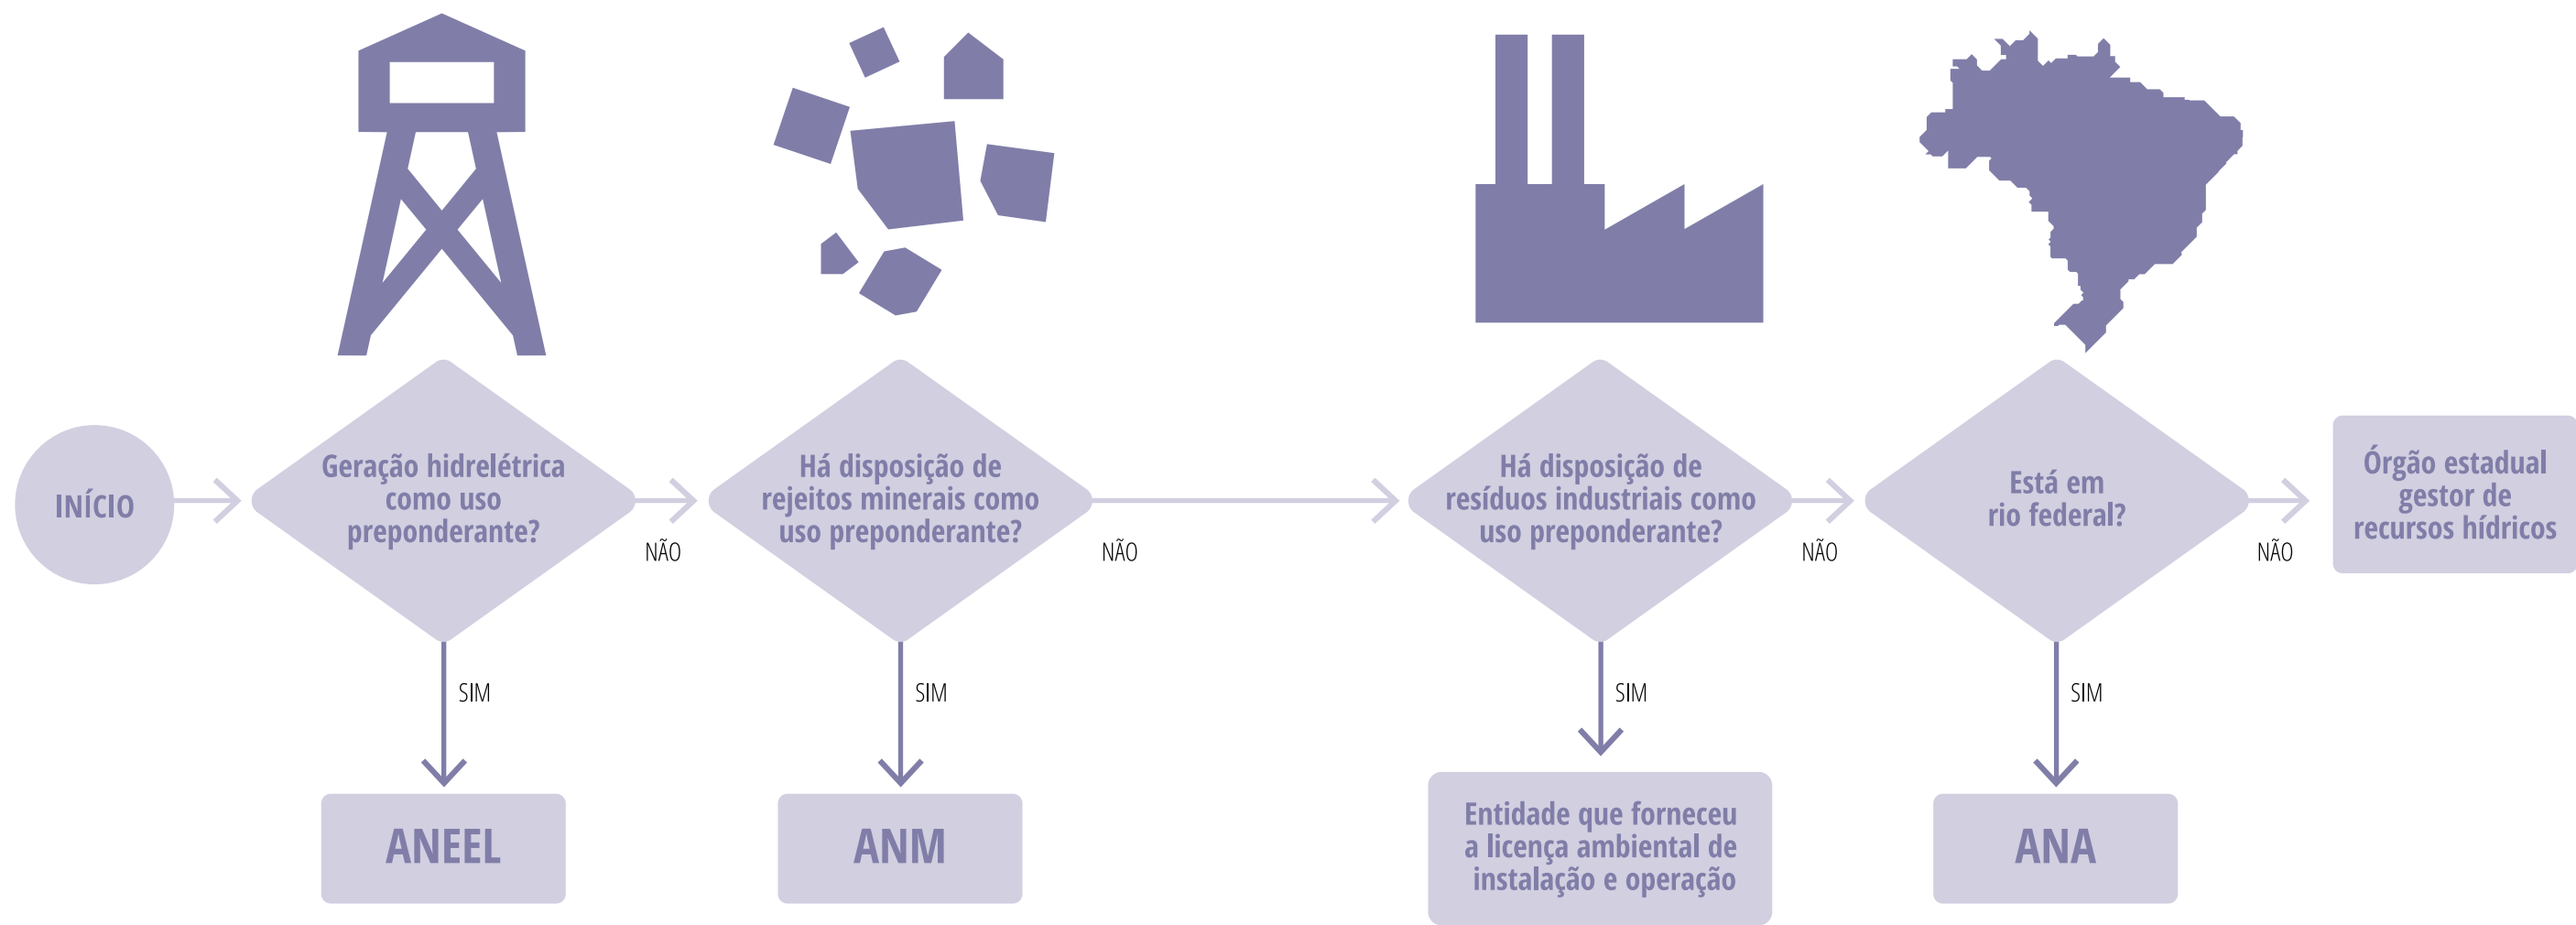 INÍCIO
Geração hidrelétrica
como uso
preponderante?
NÃO
SIM
ANEEL
Há disposição de
rejeitos minerais como
uso preponderante?
NÃO
SIM
ANM
Há disposição de
resíduos industriais como
uso preponderante?
NÃO
SIM
Entidade que forneceu
a licença ambiental de
instalação e operação
Está em
rio federal?
NÃO
SIM
ANA
Órgão estadual
gestor de
recursos hídricos